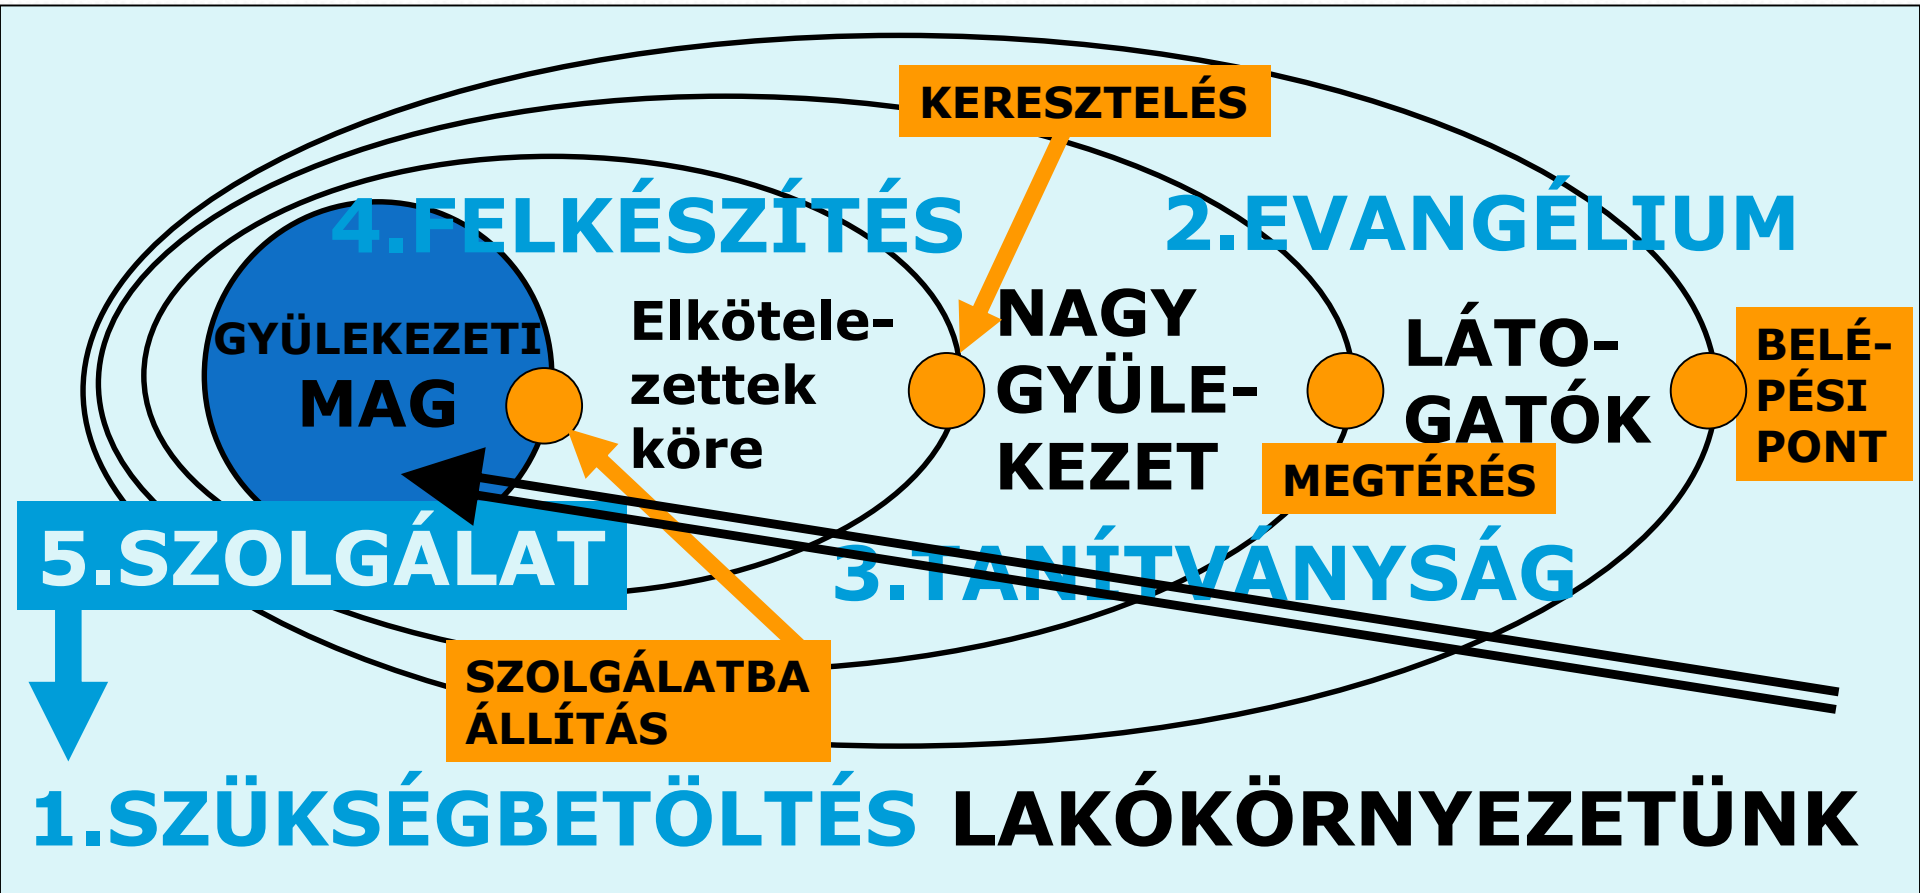 KERESZTELÉS
4.FELKÉSZÍTÉS
2.EVANGÉLIUM
GYÜLEKEZETI
MAG
Elkötele-
zettek
köre
NAGY
GYÜLE-
KEZET
LÁTO-
GATÓK
BELÉ-
PÉSI
PONT
MEGTÉRÉS
5.SZOLGÁLAT
3.TANÍTVÁNYSÁG
SZOLGÁLATBA
ÁLLÍTÁS
1.SZÜKSÉGBETÖLTÉS LAKÓKÖRNYEZETÜNK